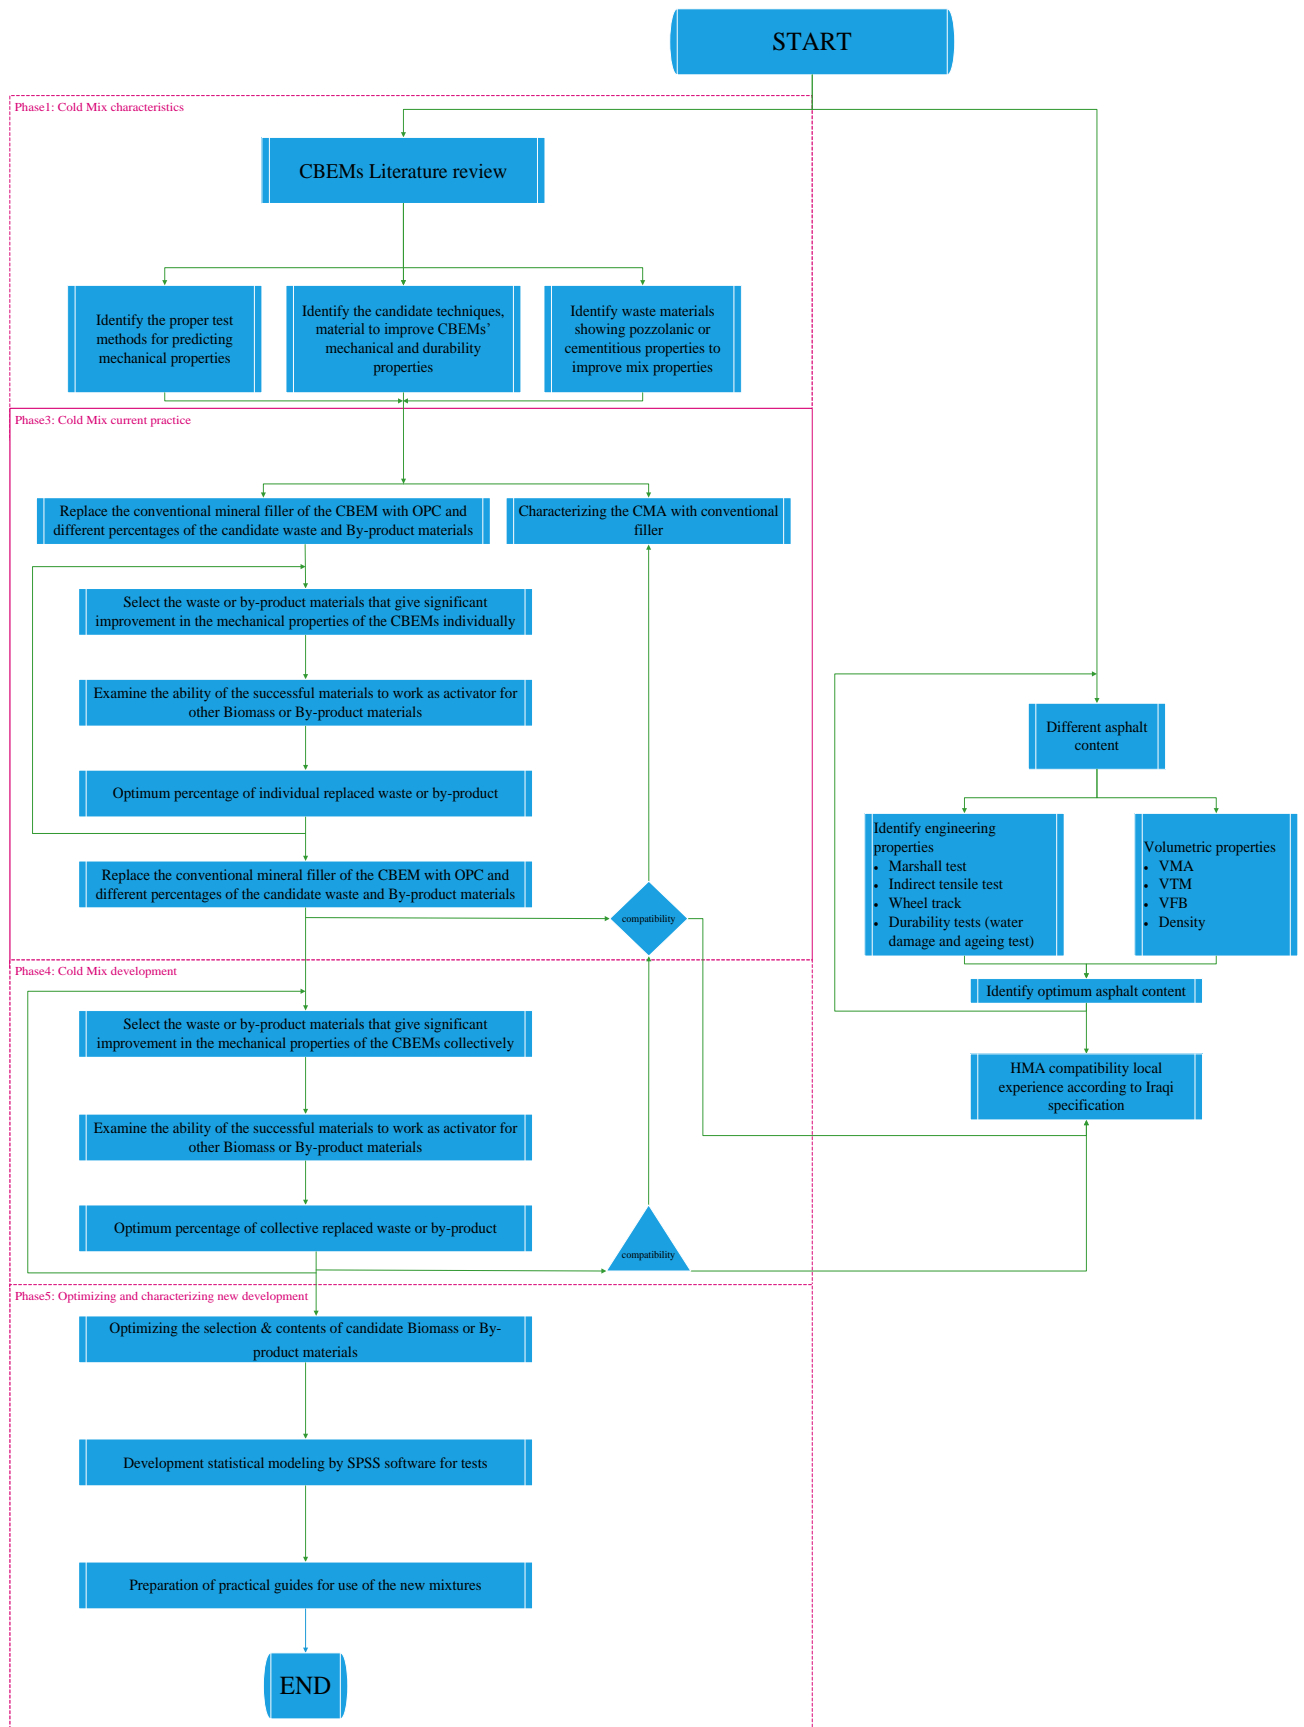 START
Phase1: Cold Mix characteristics
CBEMs Literature review
Identify the proper test
methods for predicting
mechanical properties
Identify the candidate techniques,
material to improve CBEMs’
mechanical and durability
properties
Identify waste materials
showing pozzolanic or
cementitious properties to
improve mix properties
Phase3: Cold Mix current practice
Replace the conventional mineral filler of the CBEM with OPC and
different percentages of the candidate waste and By-product materials
Characterizing the CMA with conventional
filler
Select the waste or by-product materials that give significant
improvement in the mechanical properties of the CBEMs individually
Examine the ability of the successful materials to work as activator for
other Biomass or By-product materials
Optimum percentage of individual replaced waste or by-product
Replace the conventional mineral filler of the CBEM with OPC and
different percentages of the candidate waste and By-product materials
compatibility
Different asphalt
content
Identify engineering
properties
• Marshall test
• Indirect tensile test
• Wheel track
• Durability tests (water
damage and ageing test)
Volumetric properties
• VMA
• VTM
• VFB
• Density
Identify optimum asphalt content
HMA compatibility local
experience according to Iraqi
specification
Phase4: Cold Mix development
Select the waste or by-product materials that give significant
improvement in the mechanical properties of the CBEMs collectively
Examine the ability of the successful materials to work as activator for
other Biomass or By-product materials
Optimum percentage of collective replaced waste or by-product
compatibility
Phase5: Optimizing and characterizing new development
Optimizing the selection & contents of candidate Biomass or By-
product materials
Development statistical modeling by SPSS software for tests
Preparation of practical guides for use of the new mixtures
END